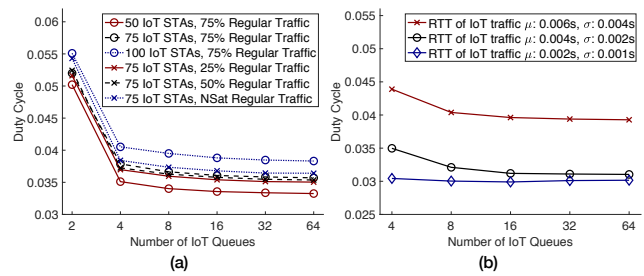 50 IoT STAs, 75% Regular Traffic
75 IoT STAs, 75% Regular Traffic
100 IoT STAs, 75% Regular Traffic
75 IoT STAs, 25% Regular Traffic
75 IoT STAs, 50% Regular Traffic
75 IoT STAs, NSat Regular Traffic
0.06
0.055
0.05
0.045
0.04
0.035
0.03
Duty Cycle
2 4 8 16 32 64
Number of IoT Queues
(a)
RTT of IoT traffic μ: 0.006s, σ: 0.004s
RTT of IoT traffic μ: 0.004s, σ: 0.002s
RTT of IoT traffic μ: 0.002s, σ: 0.001s
0.06
0.055
0.05
0.045
0.04
0.035
0.03
0.025
Duty Cycle
4 8 16 32 64
Number of IoT Queues
(b)